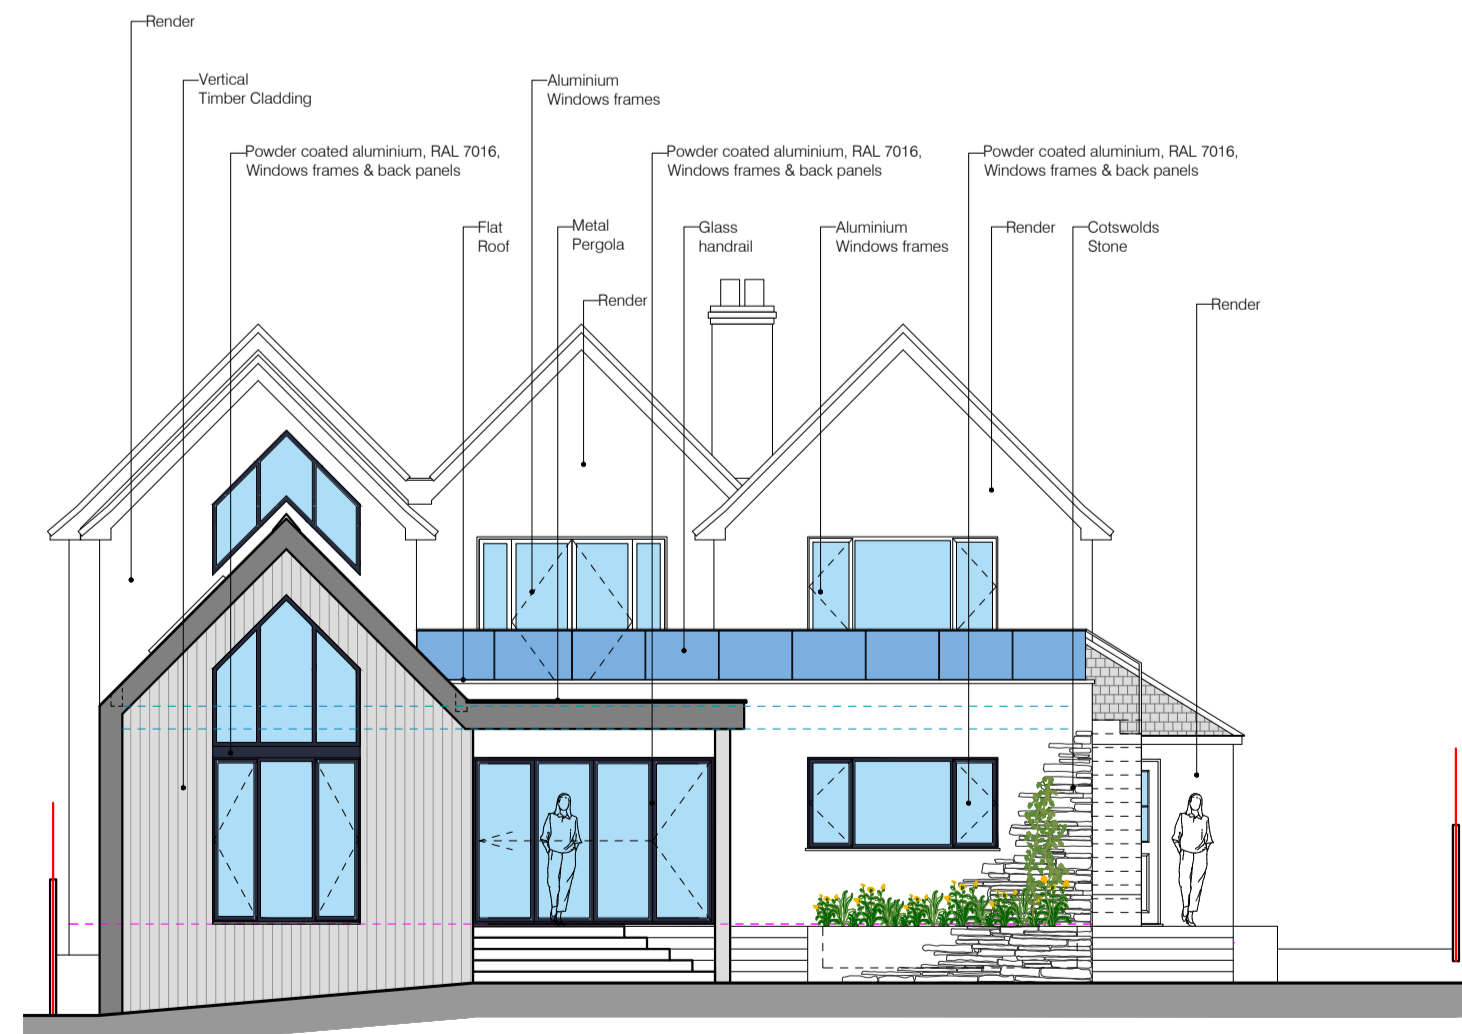 Render
Vertical
Timber Cladding
Aluminium
Windows frames
Powder coated aluminium, RAL 7016,
Windows frames & back panels
Powder coated aluminium, RAL 7016,
Windows frames & back panels
Powder coated aluminium, RAL 7016,
Windows frames & back panels
Flat
Roof
Metal
Pergola
Glass
handrail
Aluminium
Windows frames
Render
Cotswolds
Stone
Render
Render